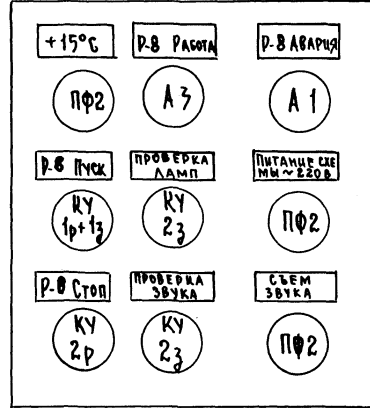 +15°С Р-8 РАБОТА Р-8 АВАРИЯ
ПФ2 А3 А1
Р-8 ПУСК ПРОВЕРКА ЛАМП ПИТАНИЕ СХЕ
МЫ ~ 220 В
КУ 1р+1з КУ 2з ПФ2
Р-8 СТОП ПРОВЕРКА ЗВУКА СЪЕМ ЗВУКА
КУ 2р КУ 2з ПФ2